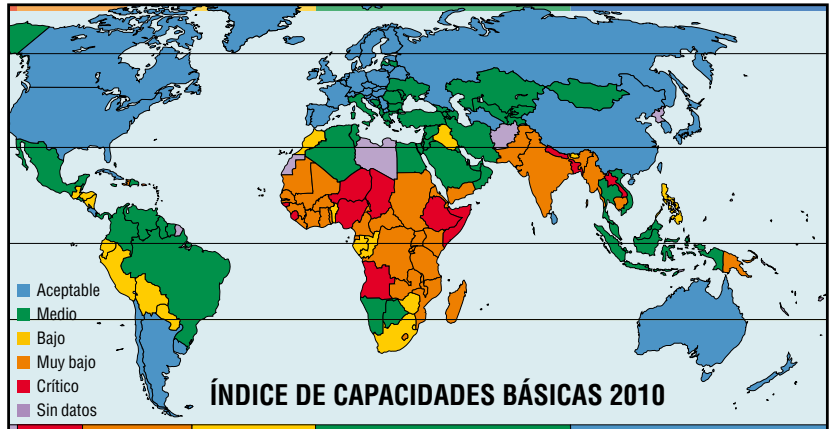 Aceptable
Medio
Bajo
Muy bajo
Crítico
Sin datos
ÍNDICE DE CAPACIDADES BÁSICAS 2010